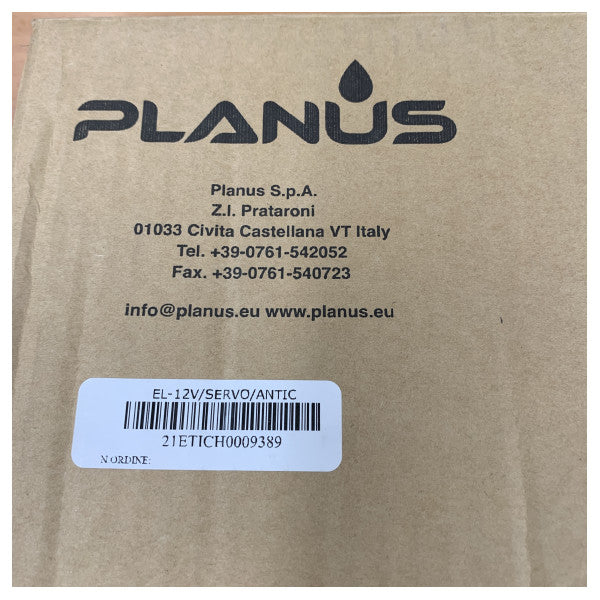 PLANUS
Planus S.p.A.
Z.I. Prataroni
01033 Civita Castellana VT Italy
Tel. +39-0761-542052
Fax. +39-0761-540723
info@planus.eu www.planus.eu
EL-12V/SERVO/ANTIC
21ETICH0009389
N ORDINE: